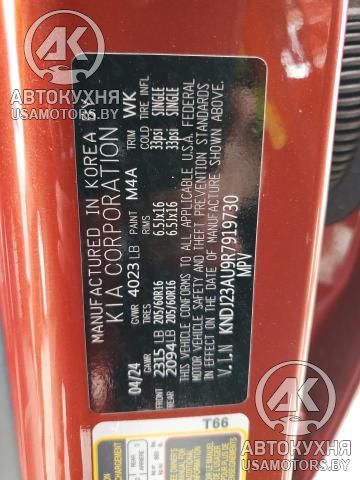 АВТОКУХНЯ
USAMOTORS.BY
MANUFACTURED IN KOREA BY
KIA CORPORATION
GVWR 4023 LB PAINT M4A TRIM WK
04/24 GAWR TIRES RIMS COLD TIRE INFL
2315 LB 205/60R16 6.5JX16 33psi SINGLE
2094 LB 205/60R16 6.5JX16 33psi SINGLE
THIS VEHICLE CONFORMS TO ALL APPLICABLE U.S.A. FEDERAL
MOTOR VEHICLE SAFETY AND THEFT PREVENTION STANDARDS
IN EFFECT ON THE DATE OF MANUFACTURE SHOWN ABOVE.
V.I.N KNDJ23AU9R7919730
MPV
T66
АВТОКУХНЯ
USAMOTORS.BY